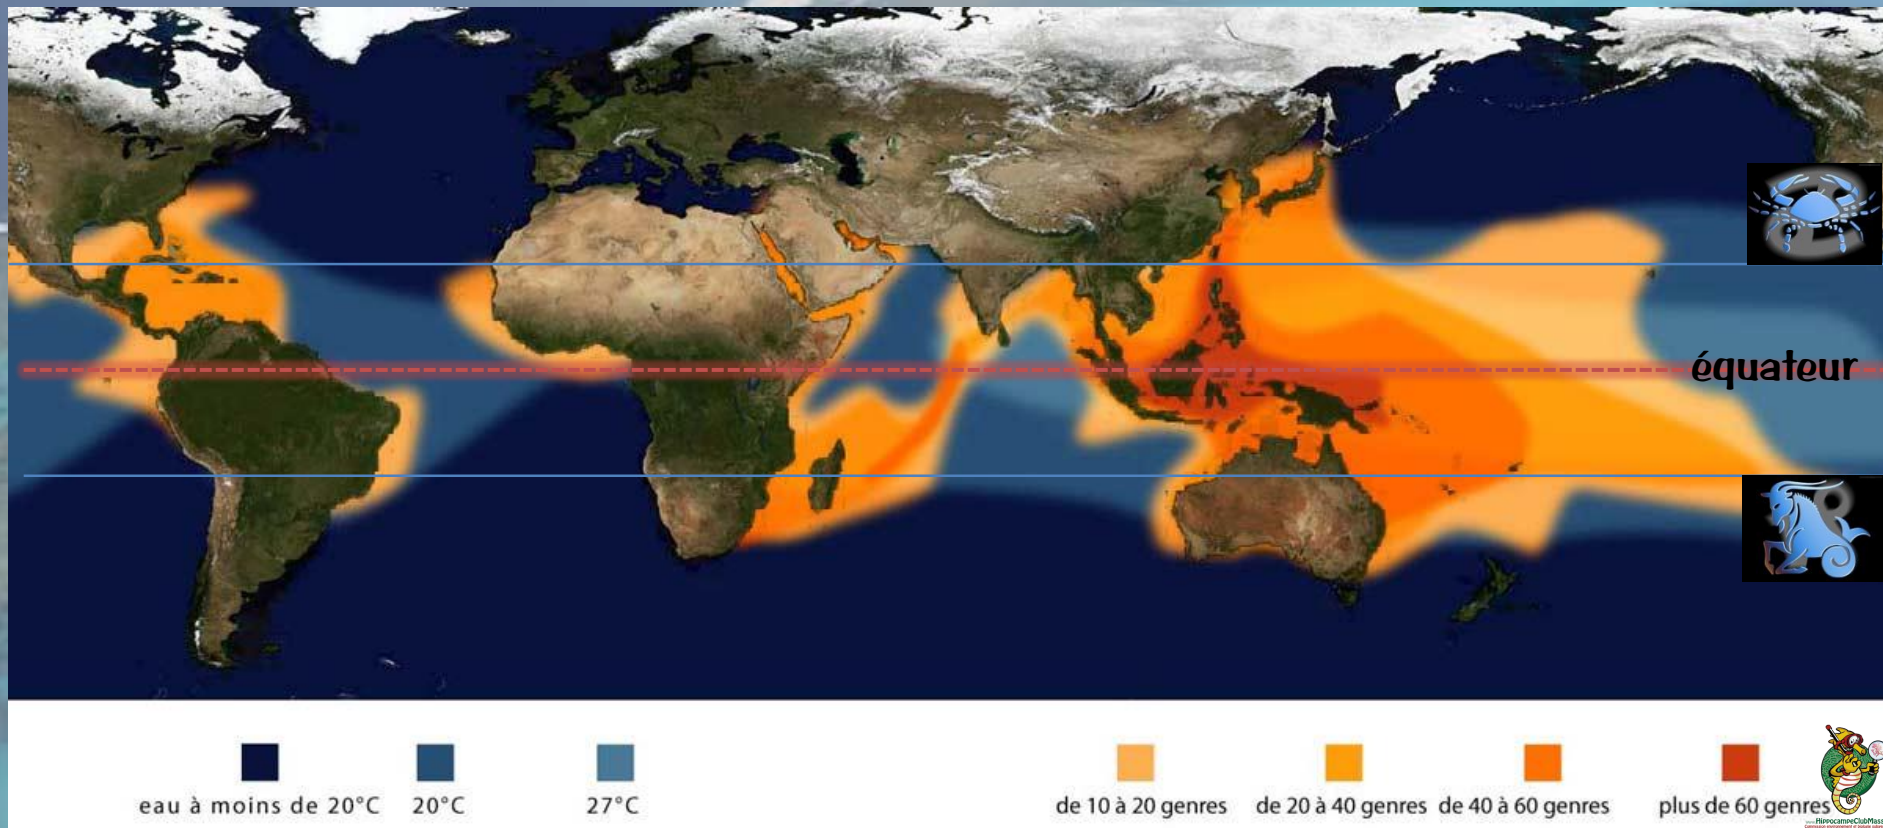 équateur
eau à moins de 20°C 20°C 27°C de 10 à 20 genres de 20 à 40 genres de 40 à 60 genres plus de 60 genres